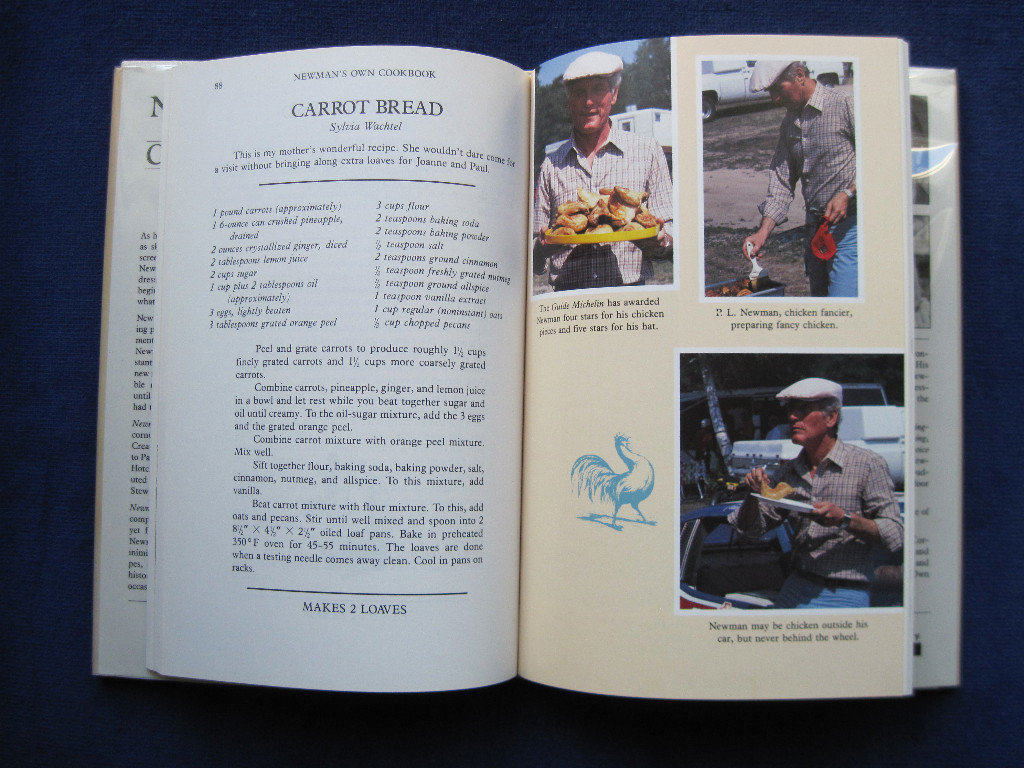 88
NEWMAN'S OWN COOKBOOK
CARROT BREAD
Sylvia Wachtel
This is my mother's wonderful recipe. She wouldn't dare come for
a visit without bringing along extra loaves for Joanne and Paul.
1 pound carrots (approximately)
1 6-ounce can crushed pineapple,
drained
2 ounces crystallized ginger, diced
2 tablespoons lemon juice
2 cups sugar
1 cup plus 2 tablespoons oil
(approximately)
3 eggs, lightly beaten
3 tablespoons grated orange peel
3 cups flour
2 teaspoons baking soda
2 teaspoons baking powder
½ teaspoon salt
2 teaspoons ground cinnamon
½ teaspoon freshly grated nutmeg
½ teaspoon ground allspice
1 teaspoon vanilla extract
1 cup regular (noninstant) oats
½ cup chopped pecans
Peel and grate carrots to produce roughly 1½ cups
finely grated carrots and 1½ cups more coarsely grated
carrots.
Combine carrots, pineapple, ginger, and lemon juice
in a bowl and let rest while you beat together sugar and
oil until creamy. To the oil-sugar mixture, add the 3 eggs
and the grated orange peel.
Combine carrot mixture with orange peel mixture.
Mix well.
Sift together flour, baking soda, baking powder, salt,
cinnamon, nutmeg, and allspice. To this mixture, add
vanilla.
Beat carrot mixture with flour mixture. To this, add
oats and pecans. Stir until well mixed and spoon into 2
8½" × 4½" × 2½" oiled loaf pans. Bake in preheated
350°F oven for 45–55 minutes. The loaves are done
when a testing needle comes away clean. Cool in pans on
racks.
MAKES 2 LOAVES
The Guide Michelin has awarded
Newman four stars for his chicken
pieces and five stars for his hat.
P. L. Newman, chicken fancier,
preparing fancy chicken.
Newman may be chicken outside his
car, but never behind the wheel.